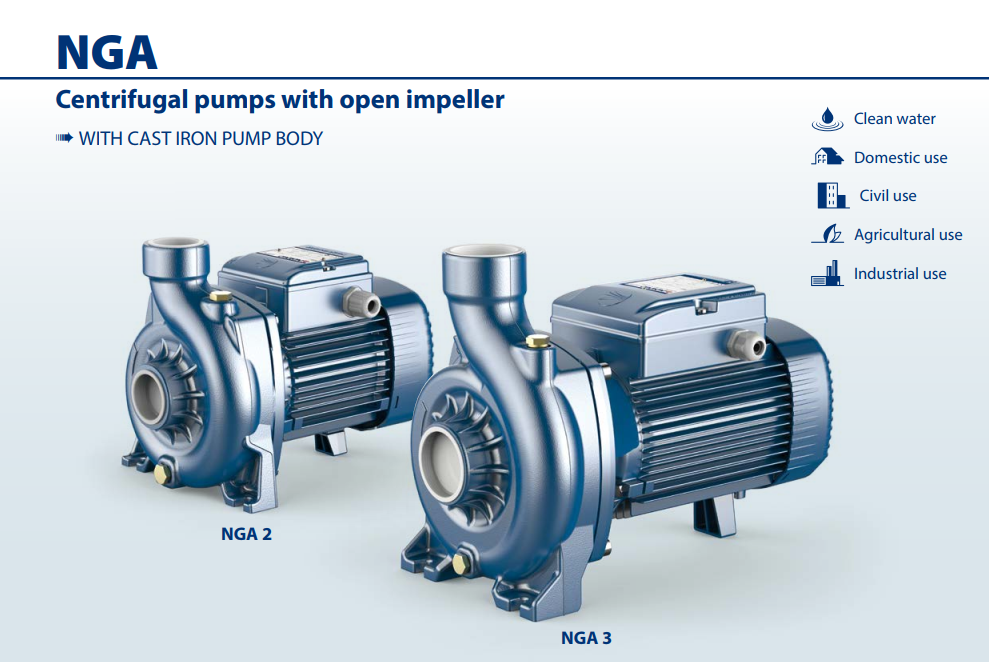 NGA
Centrifugal pumps with open impeller
WITH CAST IRON PUMP BODY
Clean water
Domestic use
Civil use
Agricultural use
Industrial use
NGA 2
NGA 3